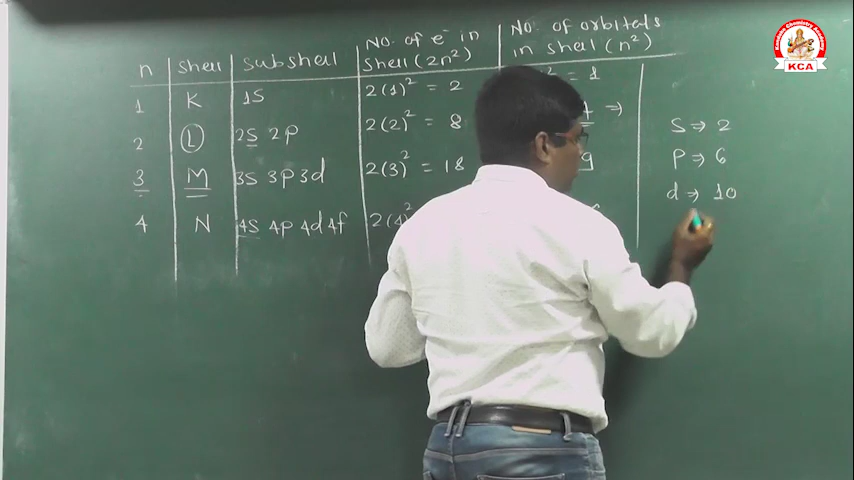 n shell subshell No. of e⁻ in shell (2n²) No. of orbitals in shell (n²)
1 K 1S 2(1)² = 2 ² = 1
2 L 2S 2p 2(2)² = 8 ⇒
3 M 3S 3p 3d 2(3)² = 18 9
4 N 4S 4p 4d 4f 2(4)²
S ⇒ 2
P ⇒ 6
d ⇒ 10
KCA